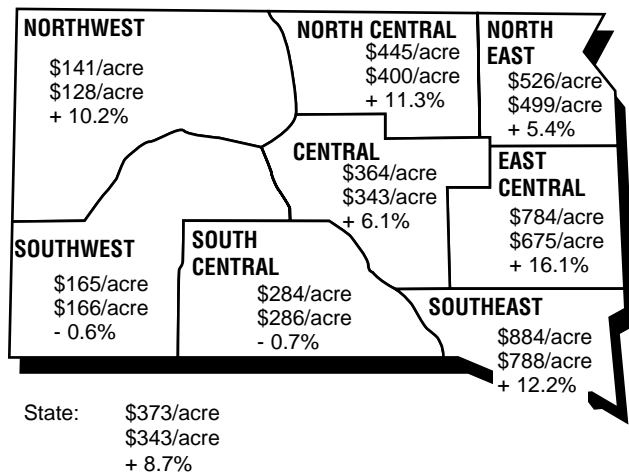 NORTHWEST
$141/acre
$128/acre
+ 10.2%
NORTH CENTRAL
$445/acre
$400/acre
+ 11.3%
NORTH
EAST
$526/acre
$499/acre
+ 5.4%
CENTRAL
$364/acre
$343/acre
+ 6.1%
EAST
CENTRAL
$784/acre
$675/acre
+ 16.1%
SOUTHWEST
$165/acre
$166/acre
- 0.6%
SOUTH
CENTRAL
$284/acre
$286/acre
- 0.7%
SOUTHEAST
$884/acre
$788/acre
+ 12.2%
State: $373/acre
$343/acre
+ 8.7%